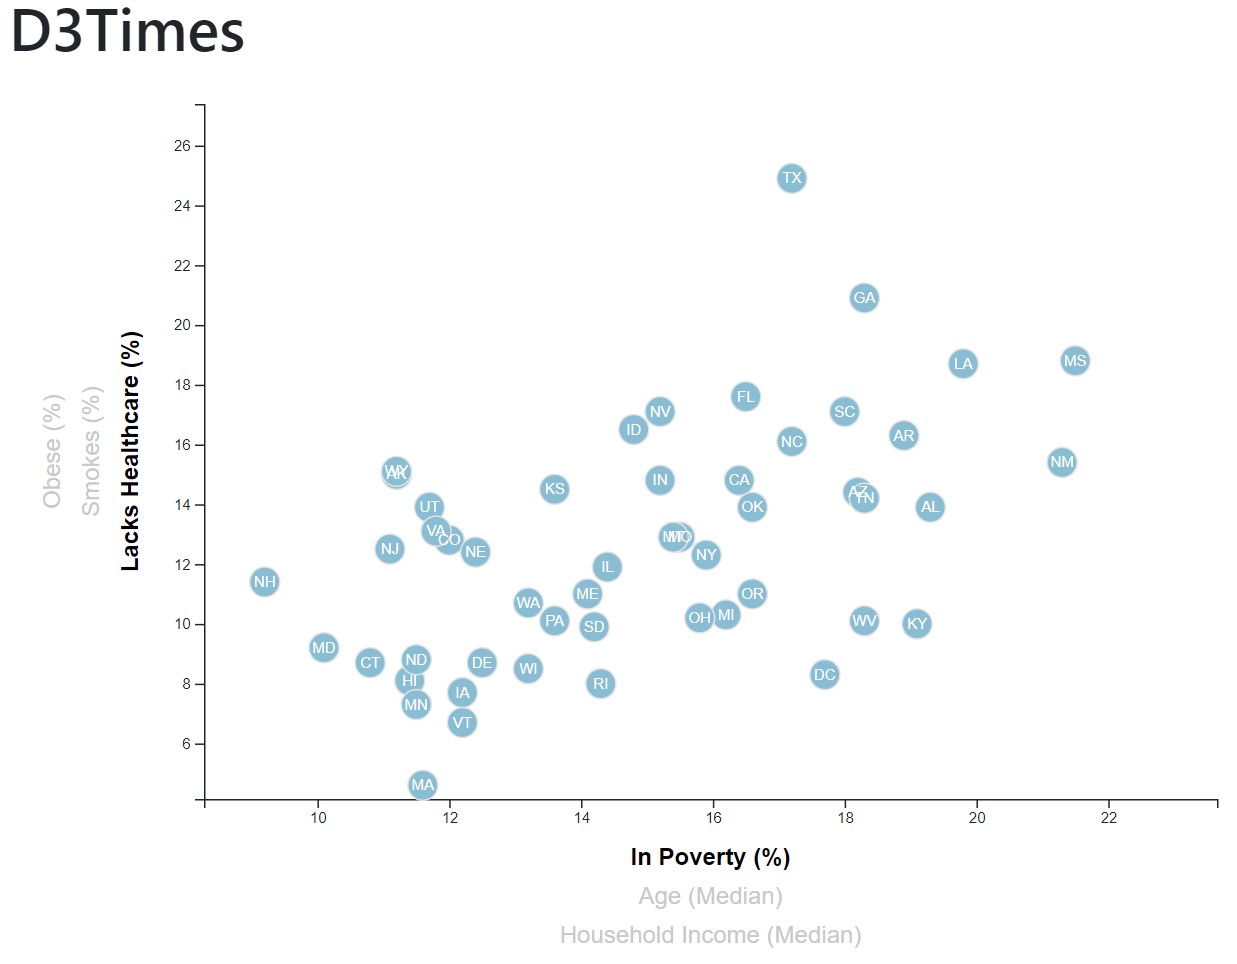 D3Times
26
24
22
20
18
16
14
12
10
8
6
Obese (%)
Smokes (%)
Lacks Healthcare (%)
TX
GA
LA
MS
FL
NV
SC
ID
AR
NC
NM
WY
AK
IN
CA
KS
AZ
TN
UT
OK
AL
VA
CO
MT
MO
NJ
NE
NY
IL
NH
ME
OR
WA
MI
OH
PA
WV
KY
SD
MD
ND
CT
DE
WI
DC
HI
RI
IA
MN
VT
MA
10
12
14
16
18
20
22
In Poverty (%)
Age (Median)
Household Income (Median)